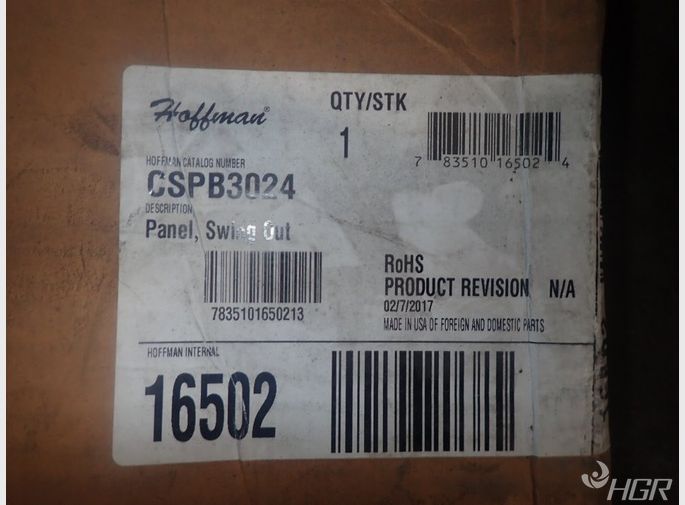 Hoffman®
QTY/STK
1
7 83510 16502 4
HOFFMAN CATALOG NUMBER
CSPB3024
DESCRIPTION
Panel, Swing Out
7835101650213
RoHS
PRODUCT REVISION N/A
02/7/2017
MADE IN USA OF FOREIGN AND DOMESTIC PARTS
HOFFMAN INTERNAL
16502
HGR